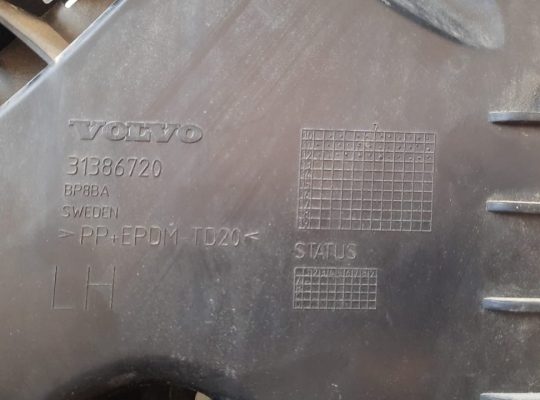 VOLVO
31386720
BP8BA
SWEDEN
>PP+EPDM-TD20<
LH
STATUS